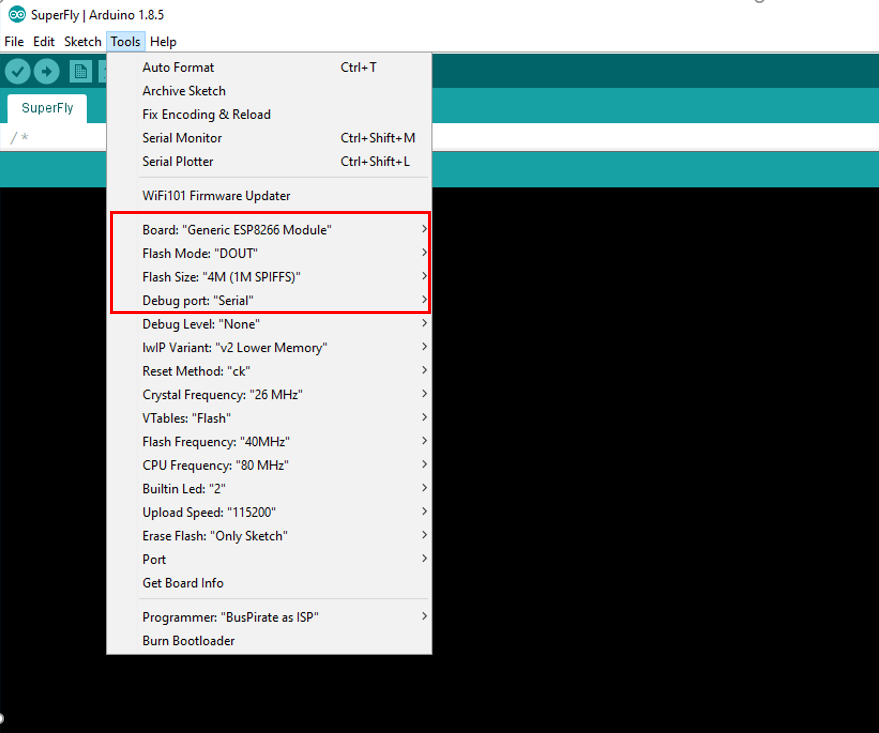 SuperFly | Arduino 1.8.5
File Edit Sketch Tools Help
Auto Format Ctrl+T
Archive Sketch
Fix Encoding & Reload
Serial Monitor Ctrl+Shift+M
Serial Plotter Ctrl+Shift+L
SuperFly
/*
WiFi101 Firmware Updater
Board: "Generic ESP8266 Module"
Flash Mode: "DOUT"
Flash Size: "4M (1M SPIFFS)"
Debug port: "Serial"
Debug Level: "None"
lwIP Variant: "v2 Lower Memory"
Reset Method: "ck"
Crystal Frequency: "26 MHz"
VTables: "Flash"
Flash Frequency: "40MHz"
CPU Frequency: "80 MHz"
Builtin Led: "2"
Upload Speed: "115200"
Erase Flash: "Only Sketch"
Port
Get Board Info
Programmer: "BusPirate as ISP"
Burn Bootloader